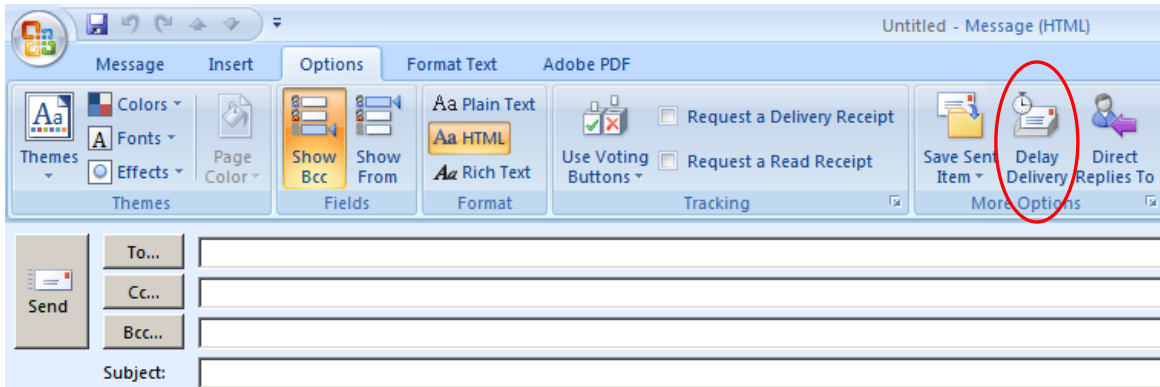 Untitled - Message (HTML)
Message Insert Options Format Text Adobe PDF
Aa Colors Aa Plain Text
Request a Delivery Receipt
A Fonts Aa HTML
Themes Page Show Show Use Voting Request a Read Receipt Save Sent Delay Direct
Effects Color Bcc From Aa Rich Text Buttons Item Delivery Replies To
Themes Fields Format Tracking More Options
To...
Cc...
Send
Bcc...
Subject: